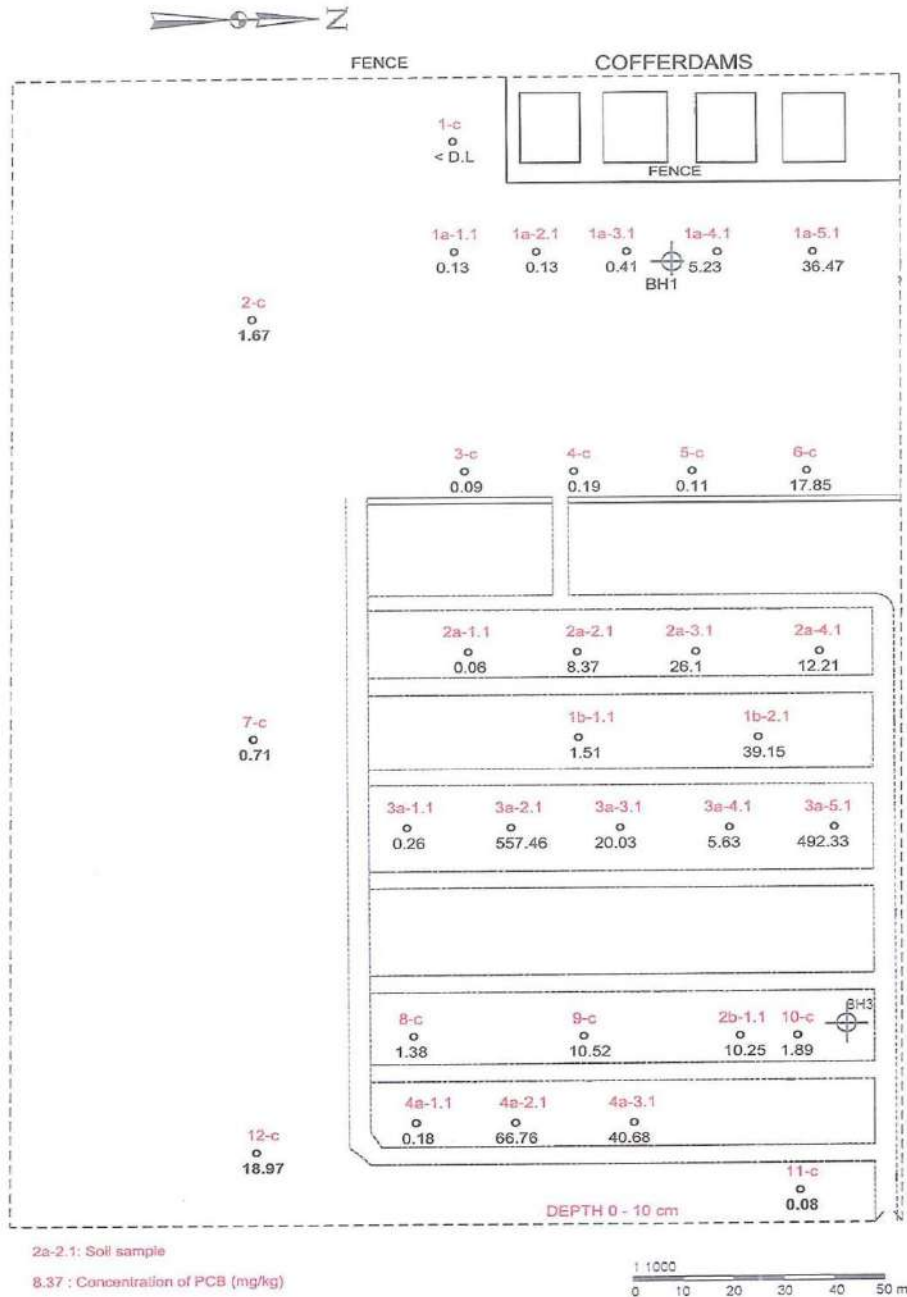 N
FENCE COFFERDAMS
1-c
< D.L
FENCE
1a-1.1 1a-2.1 1a-3.1 1a-4.1 1a-5.1
0.13 0.13 0.41 5.23 36.47
BH1
2-c
1.67
3-c 4-c 5-c 6-c
0.09 0.19 0.11 17.85
2a-1.1 2a-2.1 2a-3.1 2a-4.1
0.06 8.37 26.1 12.21
7-c 1b-1.1 1b-2.1
0.71 1.51 39.15
3a-1.1 3a-2.1 3a-3.1 3a-4.1 3a-5.1
0.26 557.46 20.03 5.63 492.33
BH3
8-c 9-c 2b-1.1 10-c
1.38 10.52 10.25 1.89
4a-1.1 4a-2.1 4a-3.1
0.18 66.76 40.68
12-c
18.97
11-c
0.08
DEPTH 0 - 10 cm
2a-2.1: Soil sample
8.37 : Concentration of PCB (mg/kg)
1 1000
0 10 20 30 40 50 m